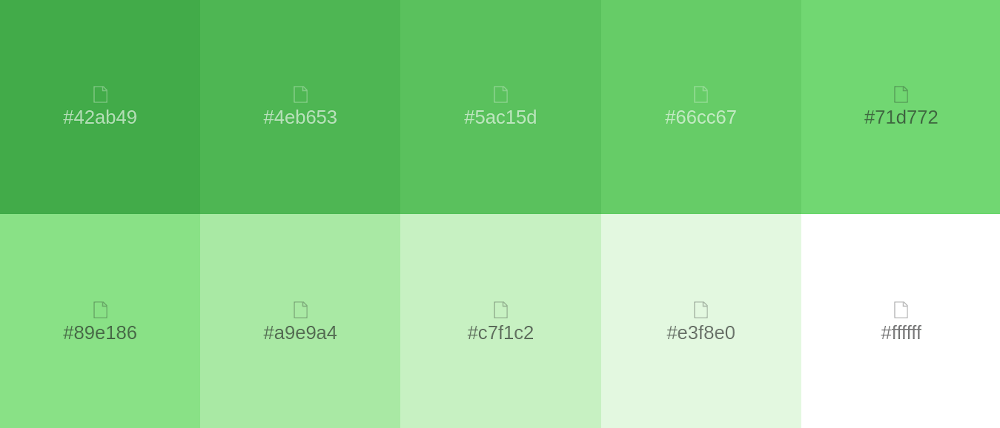 #42ab49
#4eb653
#5ac15d
#66cc67
#71d772
#89e186
#a9e9a4
#c7f1c2
#e3f8e0
#ffffff